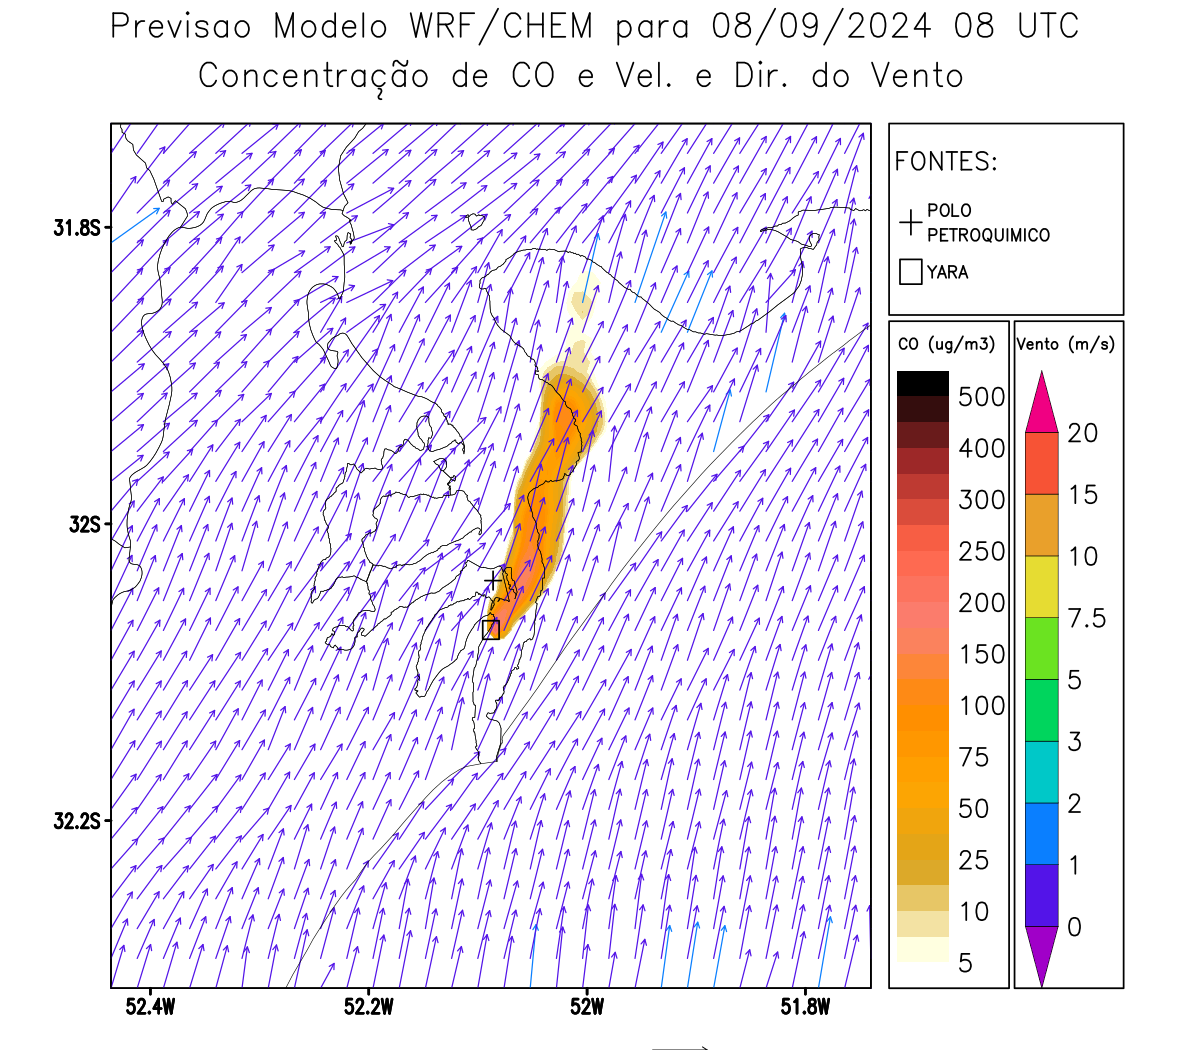 Previsao Modelo WRF/CHEM para 08/09/2024 08 UTC
Concentração de CO e Vel. e Dir. do Vento
FONTES:
POLO
PETROQUIMICO
YARA
31.8S
32S
32.2S
52.4W
52.2W
52W
51.8W
CO (ug/m3)
500
400
300
250
200
150
100
75
50
25
10
5
Vento (m/s)
20
15
10
7.5
5
3
2
1
0